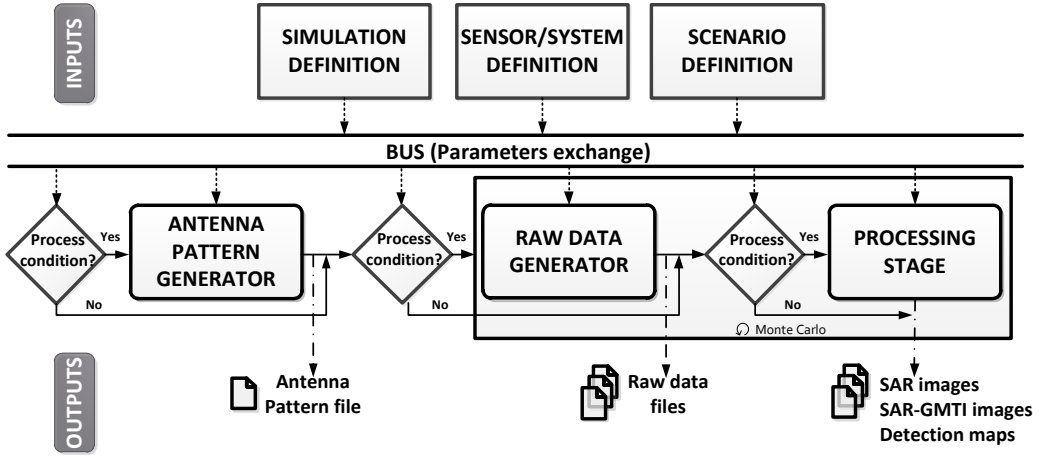 INPUTS
SIMULATION
DEFINITION
SENSOR/SYSTEM
DEFINITION
SCENARIO
DEFINITION
BUS (Parameters exchange)
Process
condition?
Yes
No
ANTENNA
PATTERN
GENERATOR
Process
condition?
Yes
No
RAW DATA
GENERATOR
Process
condition?
Yes
No
PROCESSING
STAGE
Monte Carlo
OUTPUTS
Antenna
Pattern file
Raw data
files
SAR images
SAR-GMTI images
Detection maps